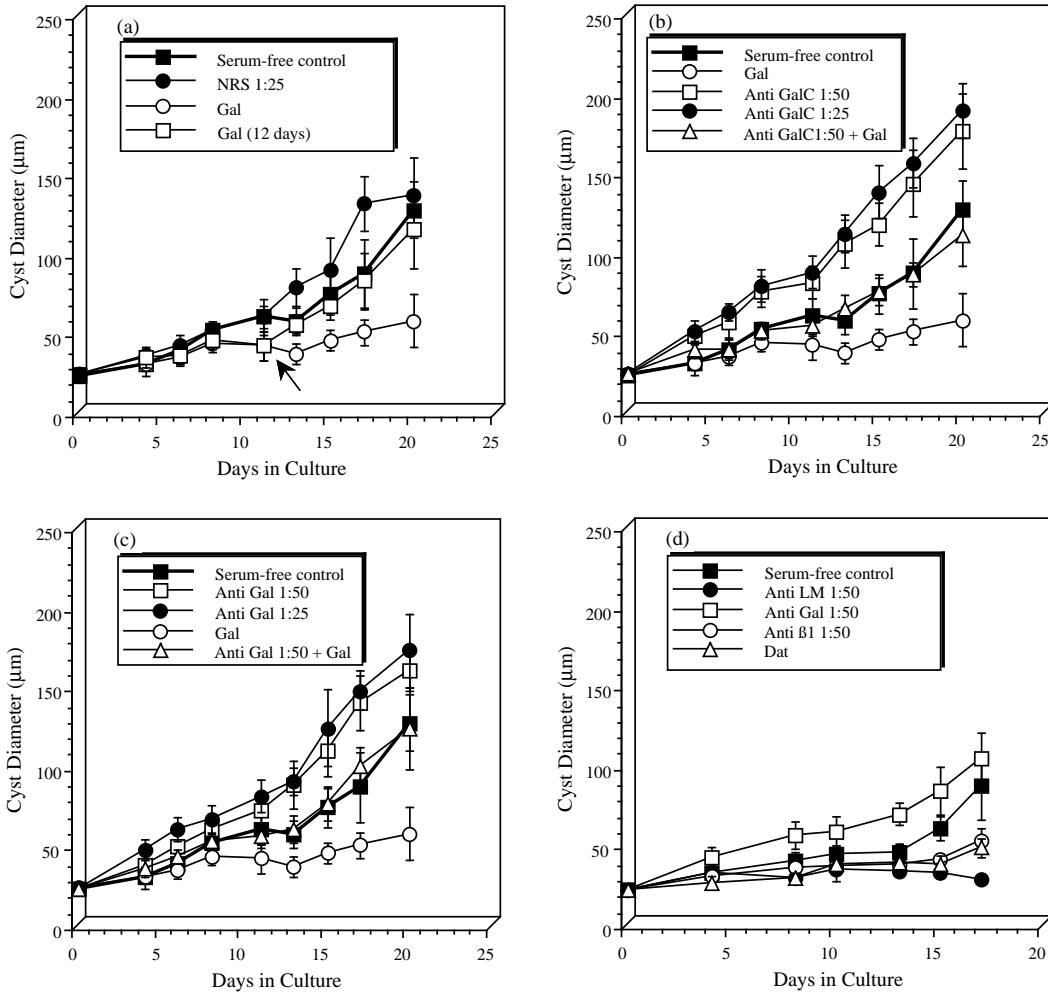 (a)
Serum-free control
NRS 1:25
Gal
Gal (12 days)
Cyst Diameter (µm)
250
200
150
100
50
0
0 5 10 15 20 25
Days in Culture
(b)
Serum-free control
Gal
Anti GalC 1:50
Anti GalC 1:25
Anti GalC1:50 + Gal
Cyst Diameter (µm)
250
200
150
100
50
0
0 5 10 15 20 25
Days in Culture
(c)
Serum-free control
Anti Gal 1:50
Anti Gal 1:25
Gal
Anti Gal 1:50 + Gal
Cyst Diameter (µm)
250
200
150
100
50
0
0 5 10 15 20 25
Days in Culture
(d)
Serum-free control
Anti LM 1:50
Anti Gal 1:50
Anti ß1 1:50
Dat
Cyst Diameter (µm)
250
200
150
100
50
0
0 5 10 15 20
Days in Culture